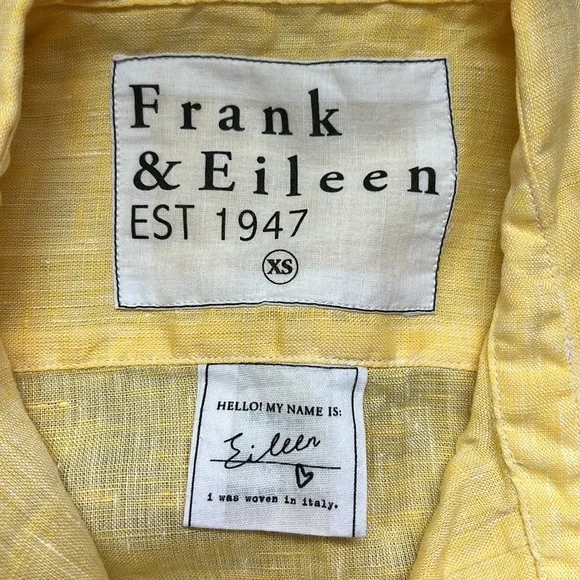 Frank
& Eileen
EST 1947
XS
HELLO! MY NAME IS:
Eileen
i was woven in italy.